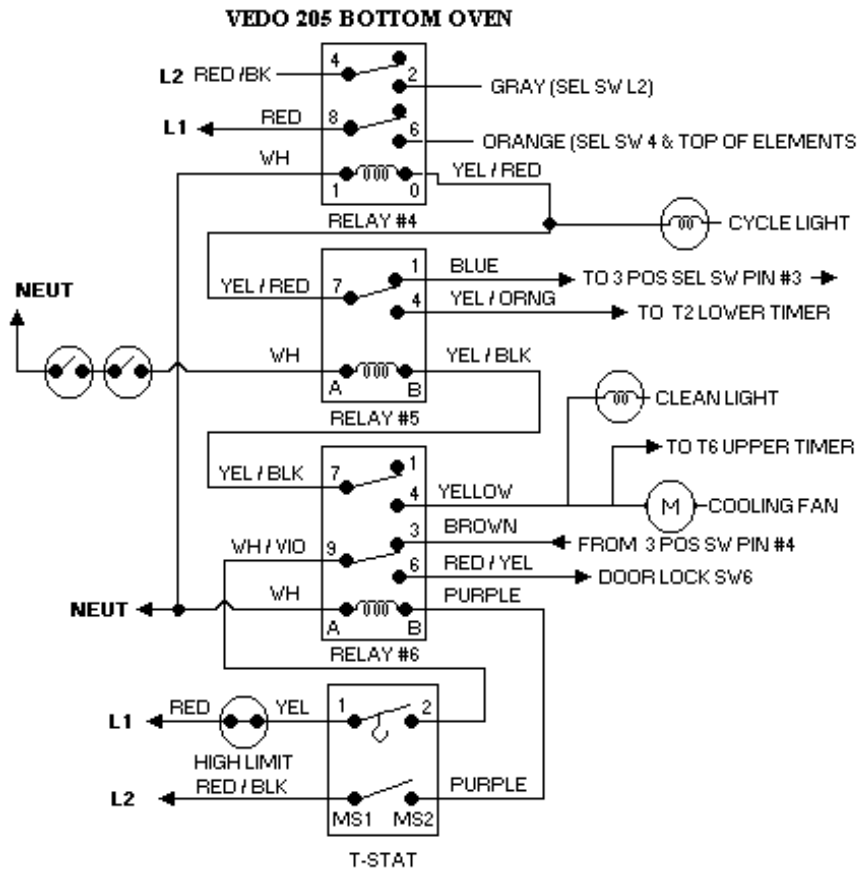 VEDO 205 BOTTOM OVEN
4
L2 RED /BK
2
GRAY (SEL SW L2)
RED
8
L1
6
ORANGE (SEL SW 4 & TOP OF ELEMENTS
WH
YEL / RED
1
0
RELAY #4
CYCLE LIGHT
1
BLUE
TO 3 POS SEL SW PIN #3
YEL / RED
7
NEUT
4
YEL / ORNG
TO T2 LOWER TIMER
WH
YEL / BLK
A
B
CLEAN LIGHT
RELAY #5
TO T6 UPPER TIMER
1
YEL / BLK
7
4
YELLOW
M
COOLING FAN
3
BROWN
WH / VIO
9
FROM 3 POS SW PIN #4
6
RED / YEL
DOOR LOCK SW6
WH
PURPLE
NEUT
A
B
RELAY #6
RED
YEL
1
2
L1
HIGH LIMIT
RED / BLK
PURPLE
L2
MS1
MS2
T-STAT